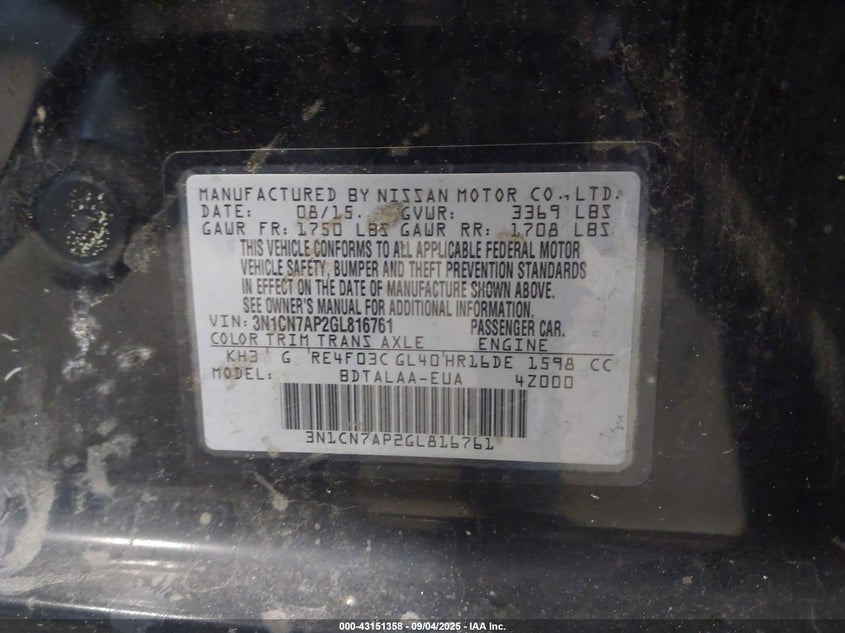 MANUFACTURED BY NISSAN MOTOR CO., LTD.
DATE: 08/15. GVWR: 3369 LBS
GAWR FR: 1750 LBS GAWR RR: 1708 LBS
THIS VEHICLE CONFORMS TO ALL APPLICABLE FEDERAL MOTOR
VEHICLE SAFETY, BUMPER AND THEFT PREVENTION STANDARDS
IN EFFECT ON THE DATE OF MANUFACTURE SHOWN ABOVE.
SEE OWNER'S MANUAL FOR ADDITIONAL INFORMATION.
VIN: 3N1CN7AP2GL816761 PASSENGER CAR.
COLOR TRIM TRANS AXLE ENGINE
KH3 G RE4F03C GL40 HR16DE 1598 CC
MODEL: BDTALAA-EUA 4Z000
3N1CN7AP2GL816761
000-43151358 - 09/04/2025 - IAA Inc.